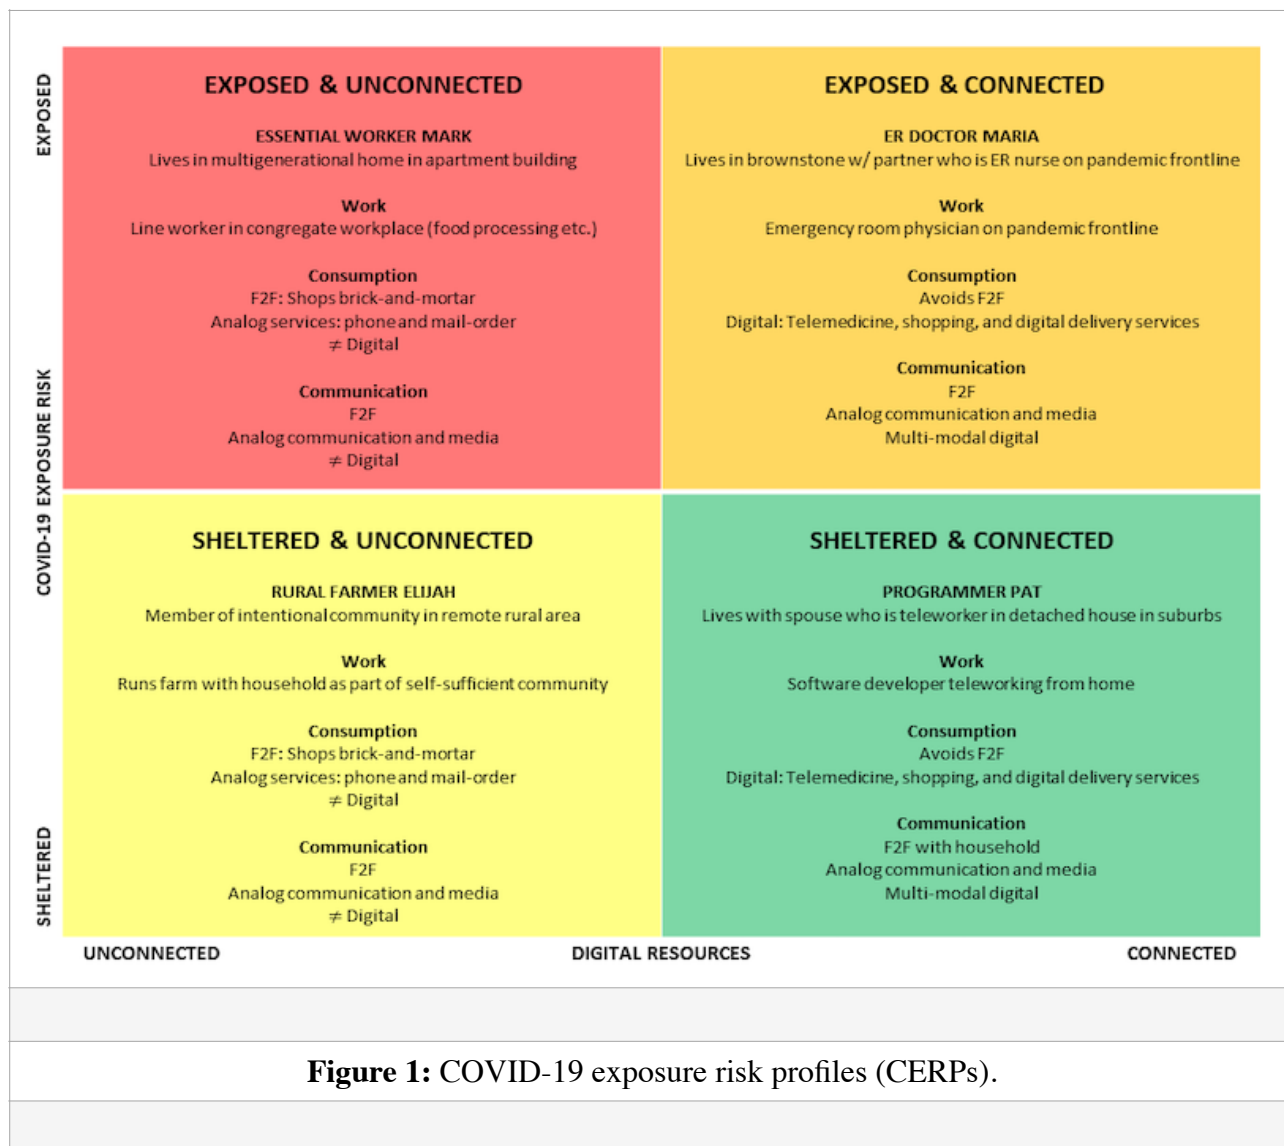 EXPOSED
COVID-19 EXPOSURE RISK
SHELTERED
EXPOSED & UNCONNECTED
ESSENTIAL WORKER MARK
Lives in multigenerational home in apartment building
Work
Line worker in congregate workplace (food processing etc.)
Consumption
F2F: Shops brick-and-mortar
Analog services: phone and mail-order
≠ Digital
Communication
F2F
Analog communication and media
≠ Digital
EXPOSED & CONNECTED
ER DOCTOR MARIA
Lives in brownstone w/ partner who is ER nurse on pandemic frontline
Work
Emergency room physician on pandemic frontline
Consumption
Avoids F2F
Digital: Telemedicine, shopping, and digital delivery services
Communication
F2F
Analog communication and media
Multi-modal digital
SHELTERED & UNCONNECTED
RURAL FARMER ELIJAH
Member of intentional community in remote rural area
Work
Runs farm with household as part of self-sufficient community
Consumption
F2F: Shops brick-and-mortar
Analog services: phone and mail-order
≠ Digital
Communication
F2F
Analog communication and media
≠ Digital
SHELTERED & CONNECTED
PROGRAMMER PAT
Lives with spouse who is teleworker in detached house in suburbs
Work
Software developer teleworking from home
Consumption
Avoids F2F
Digital: Telemedicine, shopping, and digital delivery services
Communication
F2F with household
Analog communication and media
Multi-modal digital
UNCONNECTED
DIGITAL RESOURCES
CONNECTED
Figure 1: COVID-19 exposure risk profiles (CERPs).